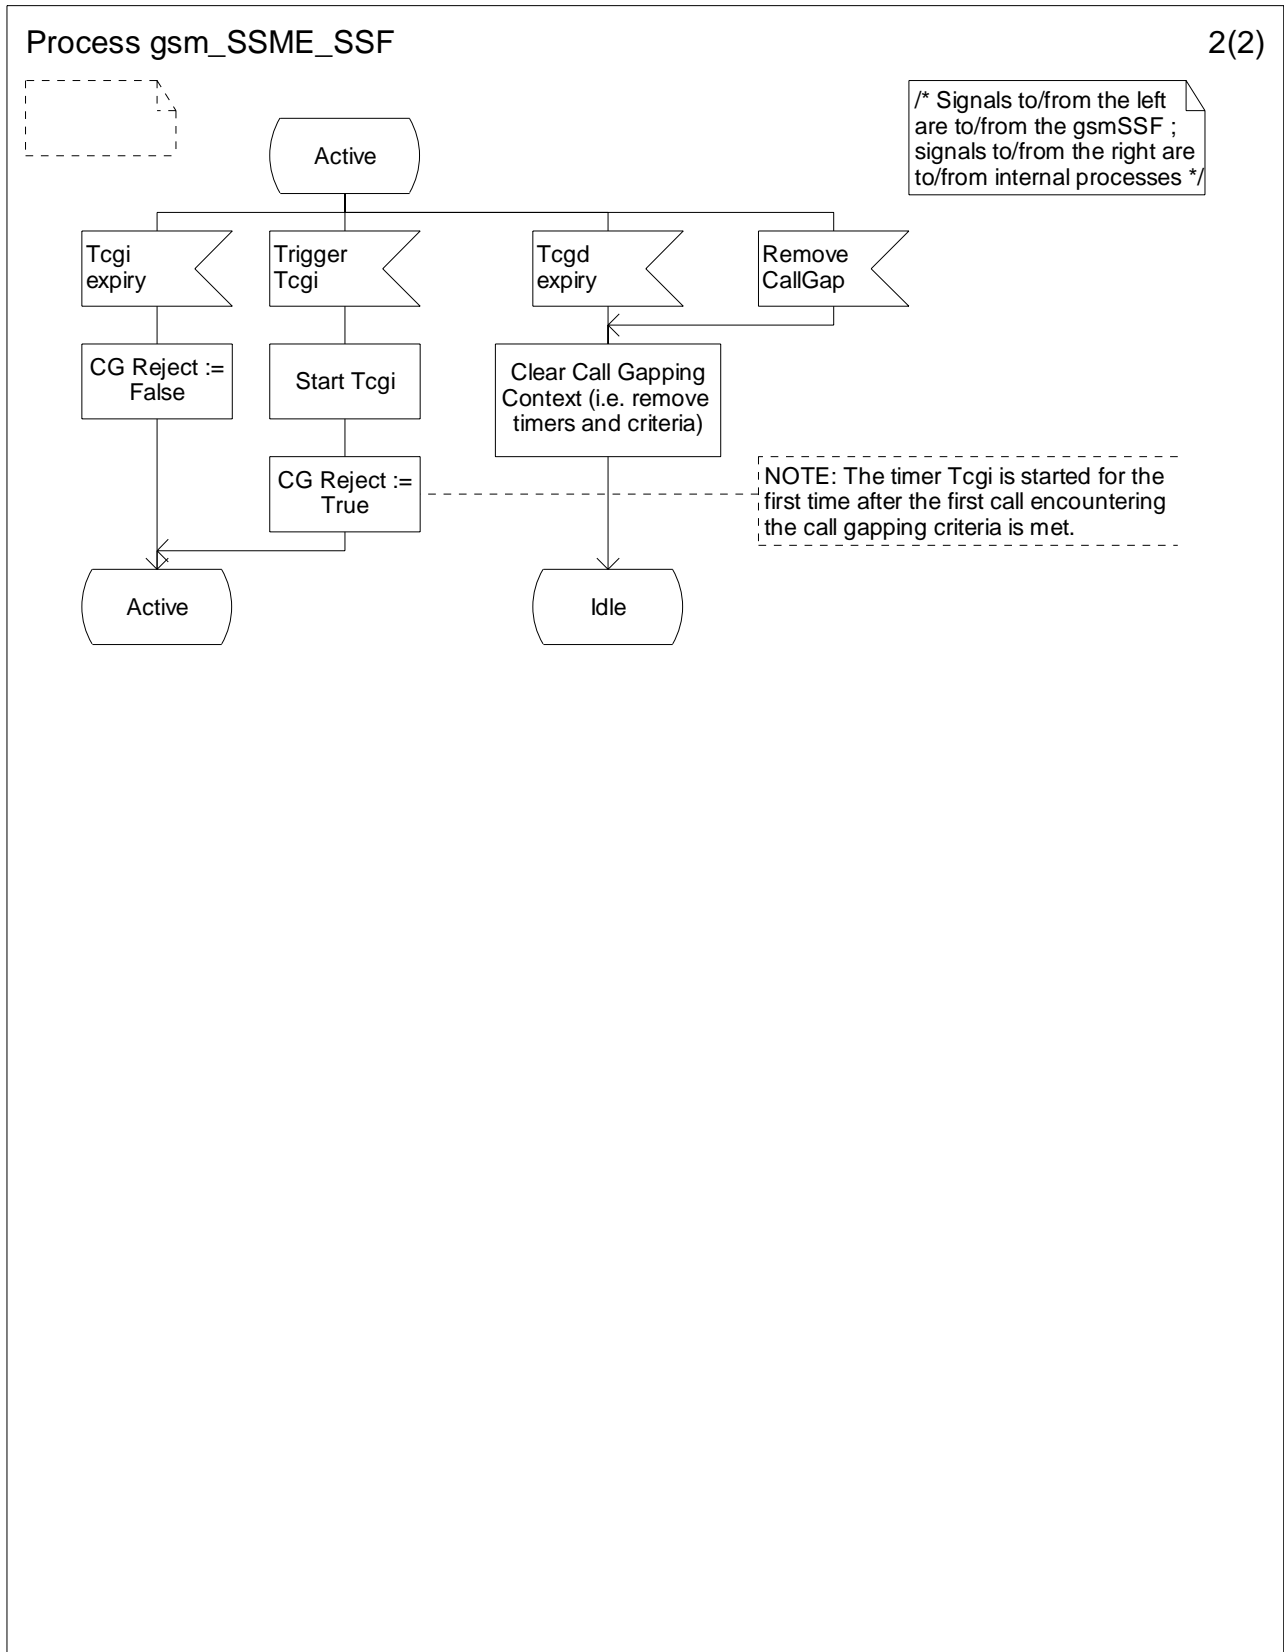 Process gsm_SSME_SSF
2(2)
/* Signals to/from the left
are to/from the gsmSSF ;
signals to/from the right are
to/from internal processes */
Active
Tcgi
expiry
Trigger
Tcgi
Tcgd
expiry
Remove
CallGap
CG Reject :=
False
Start Tcgi
Clear Call Gapping
Context (i.e. remove
timers and criteria)
CG Reject :=
True
NOTE: The timer Tcgi is started for the
first time after the first call encountering
the call gapping criteria is met.
Active
Idle